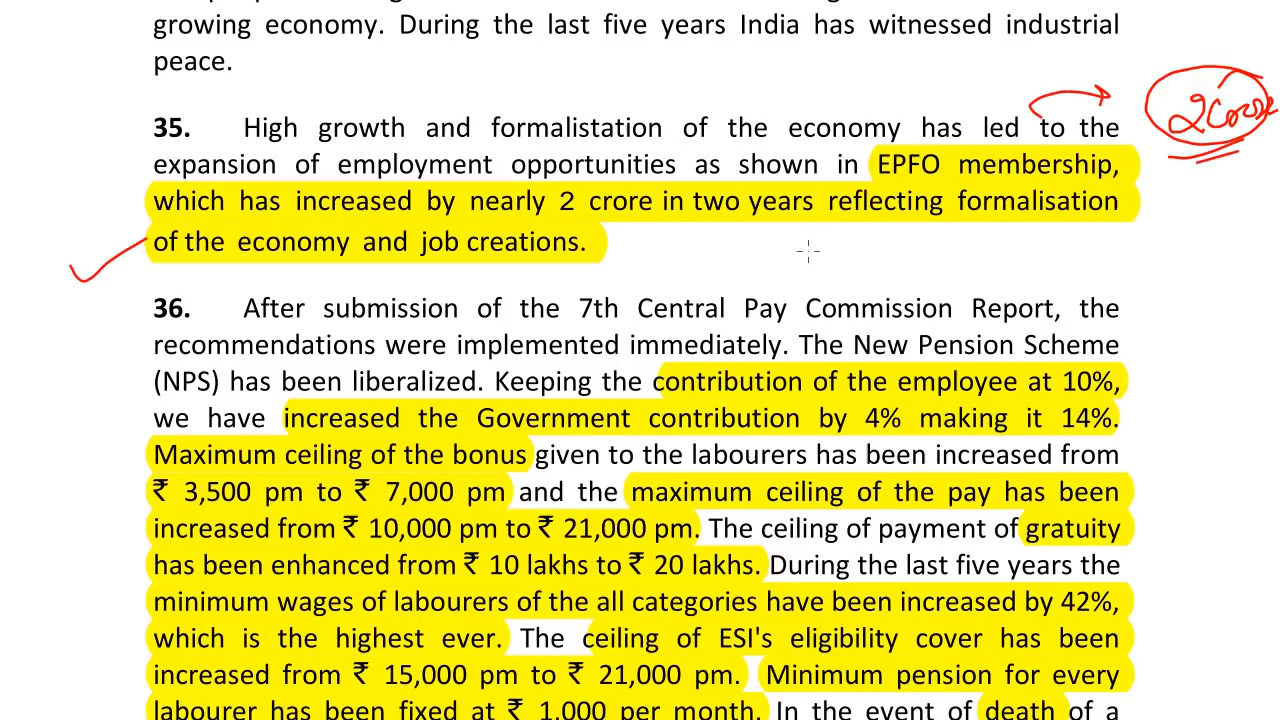 growing economy. During the last five years India has witnessed industrial
peace.
2 Crore
35. High growth and formalistation of the economy has led to the
expansion of employment opportunities as shown in EPFO membership,
which has increased by nearly 2 crore in two years reflecting formalisation
of the economy and job creations.
36. After submission of the 7th Central Pay Commission Report, the
recommendations were implemented immediately. The New Pension Scheme
(NPS) has been liberalized. Keeping the contribution of the employee at 10%,
we have increased the Government contribution by 4% making it 14%.
Maximum ceiling of the bonus given to the labourers has been increased from
₹ 3,500 pm to ₹ 7,000 pm and the maximum ceiling of the pay has been
increased from ₹ 10,000 pm to ₹ 21,000 pm. The ceiling of payment of gratuity
has been enhanced from ₹ 10 lakhs to ₹ 20 lakhs. During the last five years the
minimum wages of labourers of the all categories have been increased by 42%,
which is the highest ever. The ceiling of ESI's eligibility cover has been
increased from ₹ 15,000 pm to ₹ 21,000 pm. Minimum pension for every
labourer has been fixed at ₹ 1,000 per month. In the event of death of a